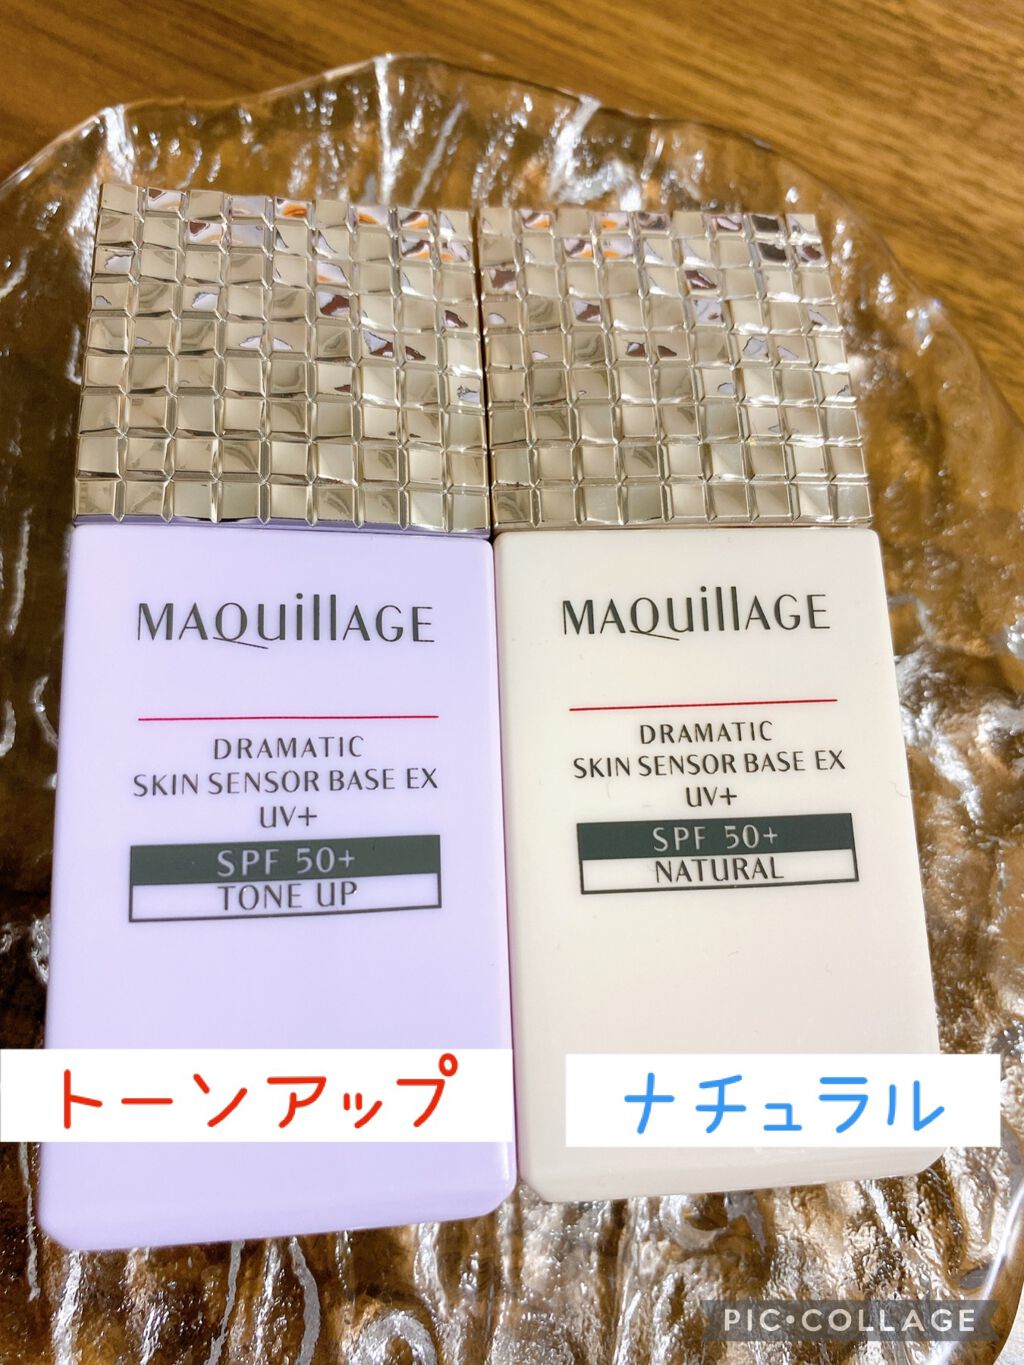 MAQuillAGE
DRAMATIC
SKIN SENSOR BASE EX
UV+
SPF 50+
TONE UP
トーンアップ
MAQuillAGE
DRAMATIC
SKIN SENSOR BASE EX
UV+
SPF 50+
NATURAL
ナチュラル
PIC•COLLAGE